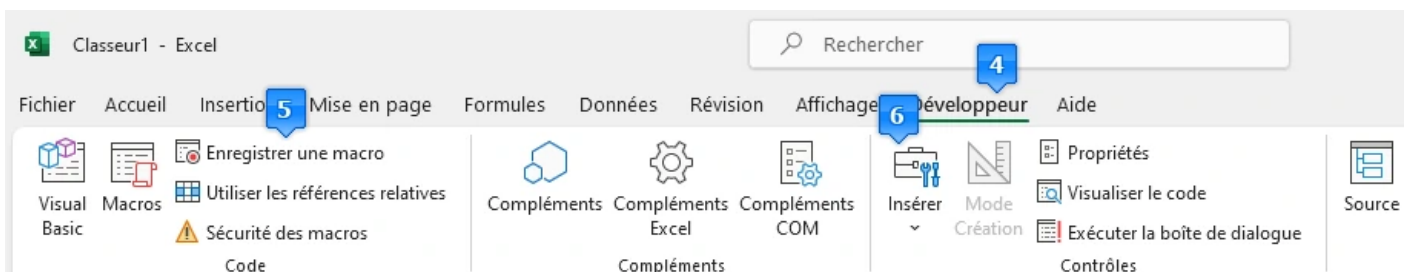 Classeur1 - Excel
Rechercher
4
Fichier Accueil Insertio 5 Mise en page Formules Données Révision Affichage Développeur Aide
6
Enregistrer une macro
Utiliser les références relatives
Sécurité des macros
Visual Basic
Macros
Code
Compléments
Compléments Excel
Compléments COM
Compléments
Insérer
Mode Création
Propriétés
Visualiser le code
Exécuter la boîte de dialogue
Contrôles
Source